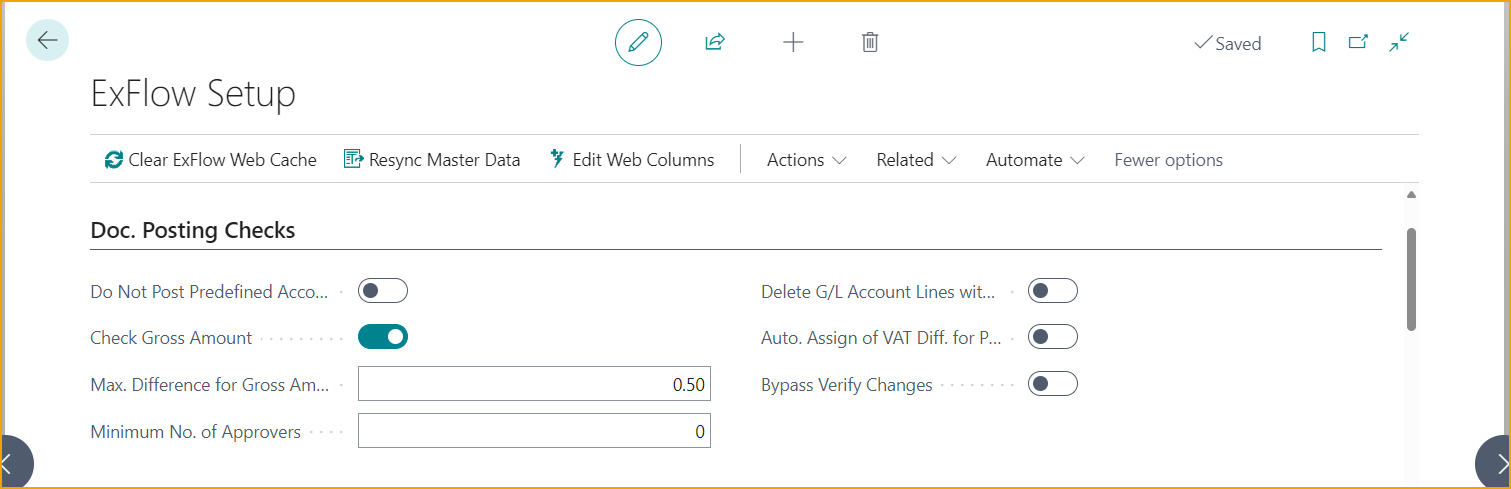 Saved
ExFlow Setup
Clear ExFlow Web Cache Resync Master Data Edit Web Columns Actions Related Automate Fewer options
Doc. Posting Checks
Do Not Post Predefined Acco...
Check Gross Amount
Max. Difference for Gross Am... 0.50
Minimum No. of Approvers 0
Delete G/L Account Lines wit...
Auto. Assign of VAT Diff. for P...
Bypass Verify Changes